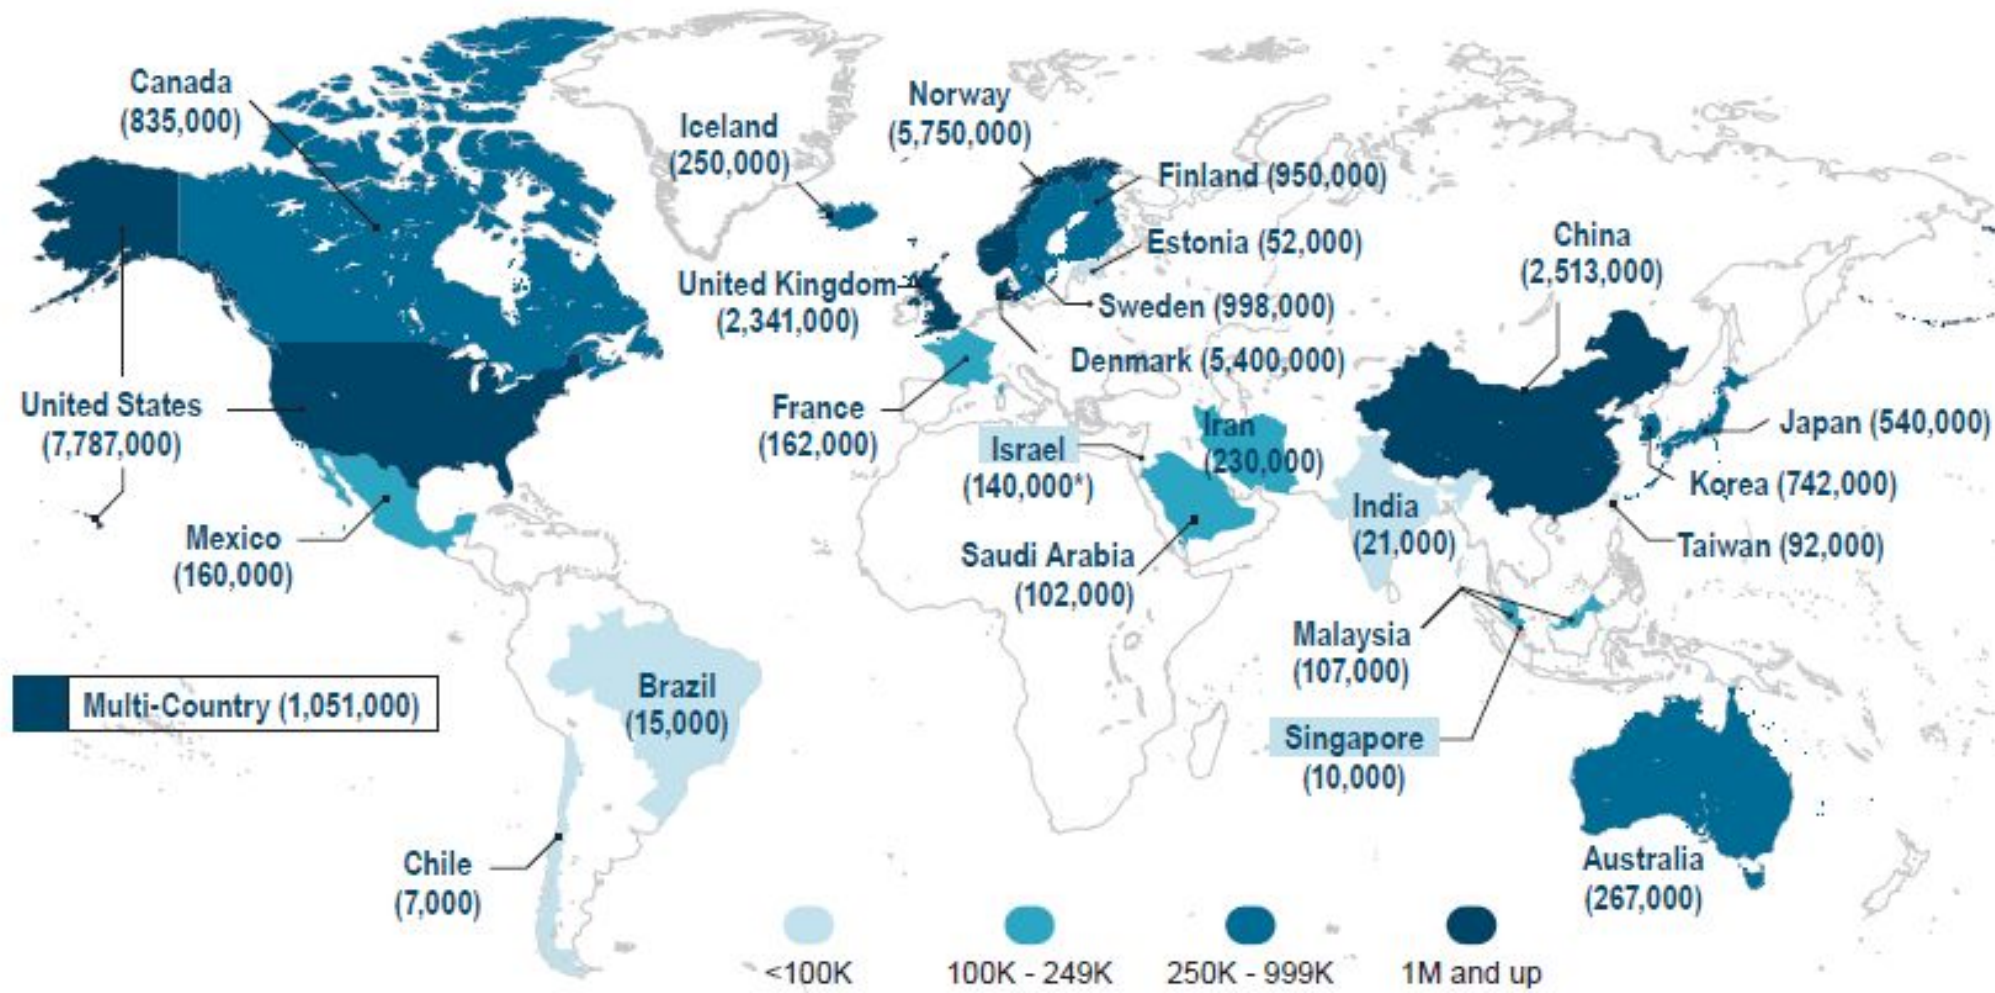 Canada
(835,000)
Iceland
(250,000)
Norway
(5,750,000)
Finland (950,000)
Estonia (52,000)
Sweden (998,000)
Denmark (5,400,000)
United Kingdom
(2,341,000)
China
(2,513,000)
United States
(7,787,000)
France
(162,000)
Israel
(140,000*)
Iran
(230,000)
Japan (540,000)
Korea (742,000)
Taiwan (92,000)
India
(21,000)
Mexico
(160,000)
Saudi Arabia
(102,000)
Malaysia
(107,000)
Multi-Country (1,051,000)
Brazil
(15,000)
Singapore
(10,000)
Chile
(7,000)
Australia
(267,000)
<100K
100K - 249K
250K - 999K
1M and up